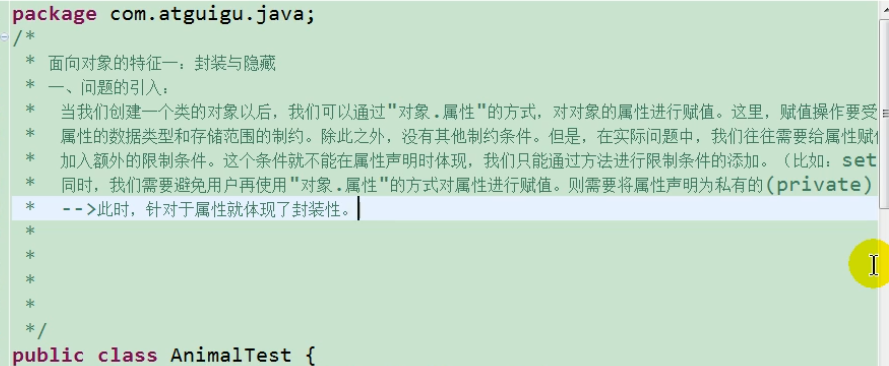 package com.atguigu.java;
/*
 * 面向对象的特征一：封装与隐藏
 * 一、问题的引入：
 *  当我们创建一个类的对象以后，我们可以通过"对象.属性"的方式，对对象的属性进行赋值。这里，赋值操作要受
 *  属性的数据类型和存储范围的制约。除此之外，没有其他制约条件。但是，在实际问题中，我们往往需要给属性赋
 *  加入额外的限制条件。这个条件就不能在属性声明时体现，我们只能通过方法进行限制条件的添加。（比如：set
 *  同时，我们需要避免用户再使用"对象.属性"的方式对属性进行赋值。则需要将属性声明为私有的(private)
 *  -->此时，针对于属性就体现了封装性。
 *
 *
 *
 *
 */
public class AnimalTest {